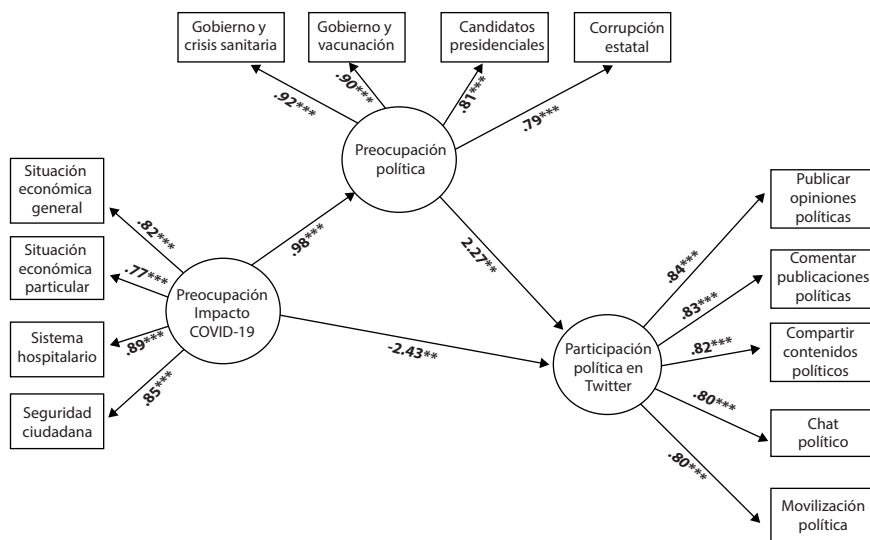 Gobierno y
crisis sanitaria
Gobierno y
vacunación
Candidatos
presidenciales
Corrupción
estatal
.92***
.90***
.81***
.79***
Preocupación
política
Situación
económica
general
Situación
económica
particular
Sistema
hospitalario
Seguridad
ciudadana
.82***
.77***
.89***
.85***
Preocupación
Impacto
COVID-19
.98***
2.27**
-2.43**
Participación
política en
Twitter
.84***
.83***
.82***
.80***
.80***
Publicar
opiniones
políticas
Comentar
publicaciones
políticas
Compartir
contenidos
políticos
Chat
político
Movilización
política